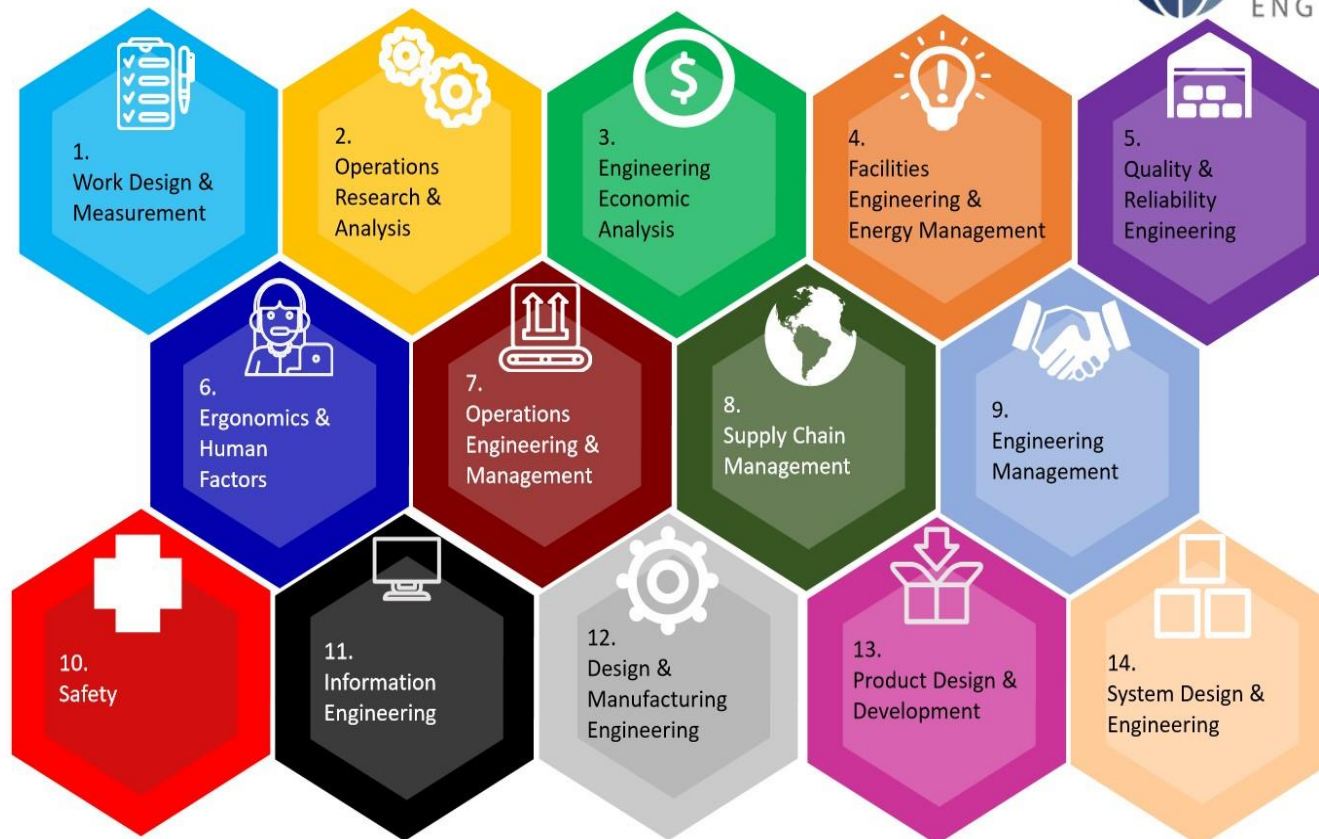 ENG
1.
Work Design &
Measurement
2.
Operations
Research &
Analysis
$
3.
Engineering
Economic
Analysis
4.
Facilities
Engineering &
Energy Management
5.
Quality &
Reliability
Engineering
6.
Ergonomics &
Human
Factors
7.
Operations
Engineering &
Management
8.
Supply Chain
Management
9.
Engineering
Management
10.
Safety
11.
Information
Engineering
12.
Design &
Manufacturing
Engineering
13.
Product Design &
Development
14.
System Design &
Engineering